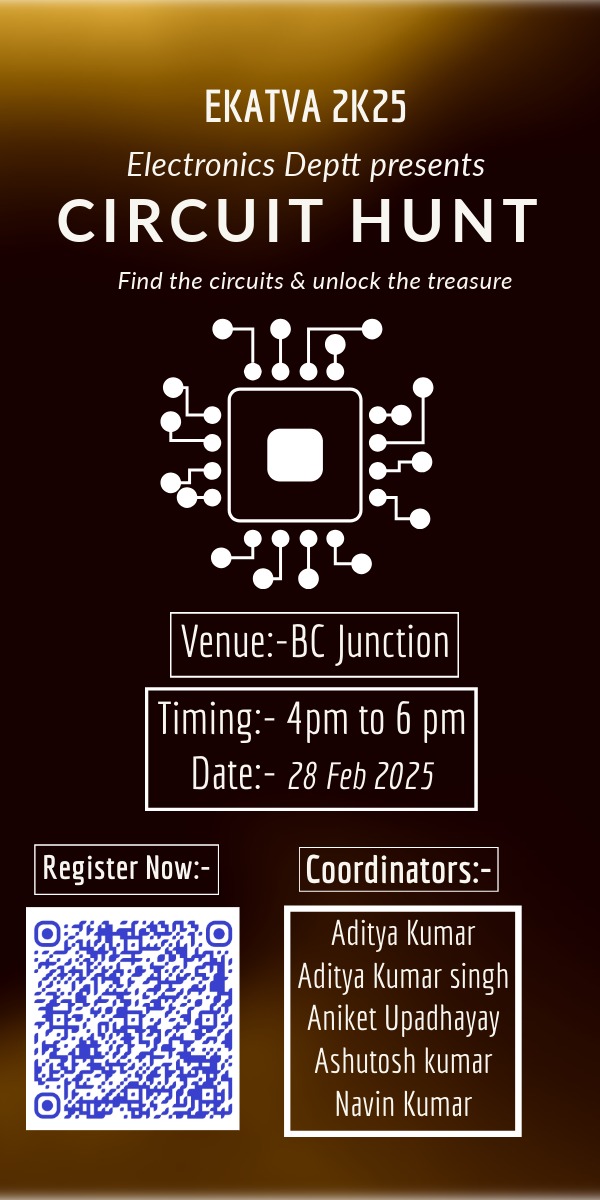 EKATVA 2K25
Electronics Deptt presents
CIRCUIT HUNT
Find the circuits & unlock the treasure
Venue:-BC Junction
Timing:- 4pm to 6 pm
Date:- 28 Feb 2025
Register Now:-
Coordinators:-
Aditya Kumar
Aditya Kumar singh
Aniket Upadhayay
Ashutosh kumar
Navin Kumar